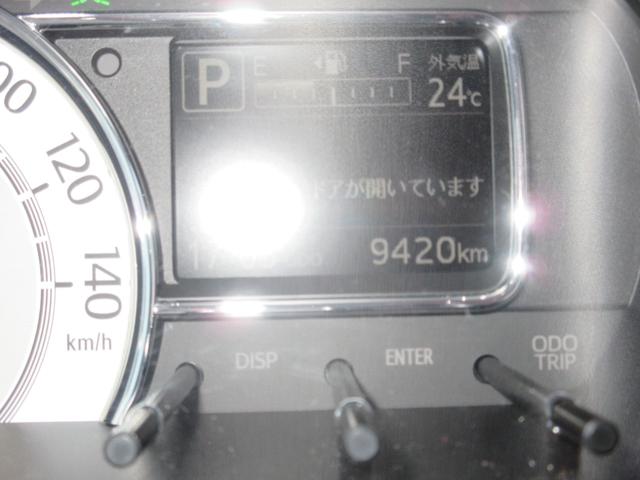 E F 外気温
P 24℃
120
ドアが開いています
9420km
140
km/h
DISP ENTER ODO
TRIP